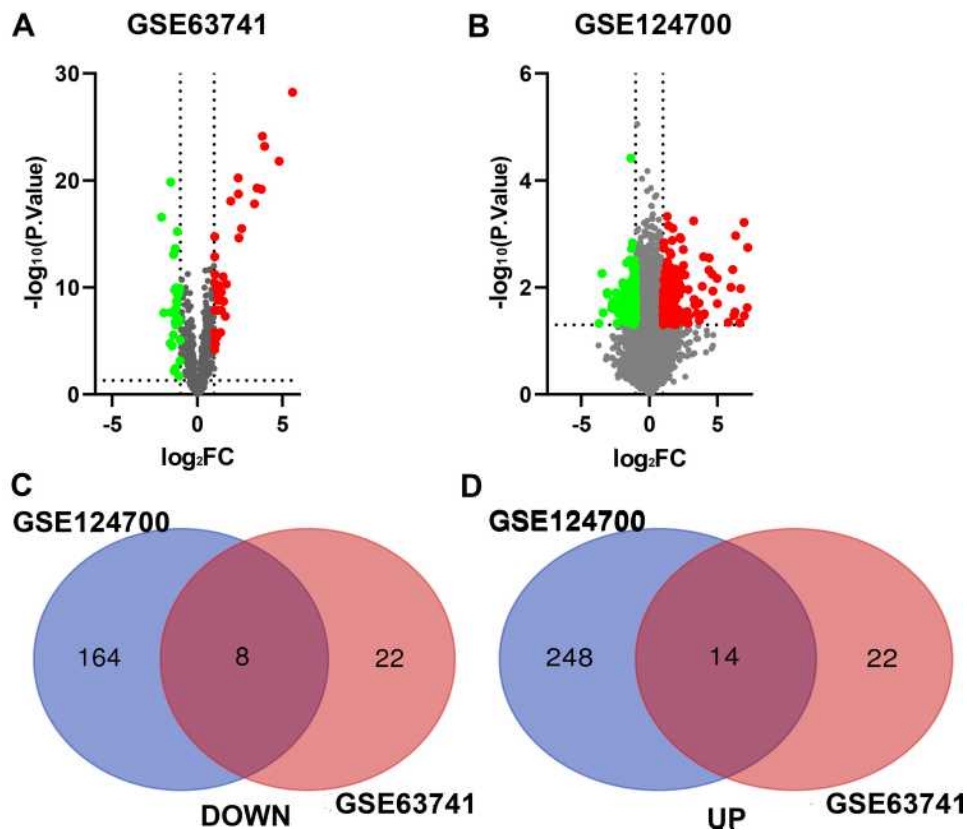 A GSE63741
-log₁₀(P.Value)
30
20
10
0
-5 0 5
log₂FC
B GSE124700
-log₁₀(P.Value)
6
4
2
0
-5 0 5
log₂FC
C
GSE124700
164 8 22
DOWN
GSE63741
D
GSE124700
248 14 22
UP
GSE63741